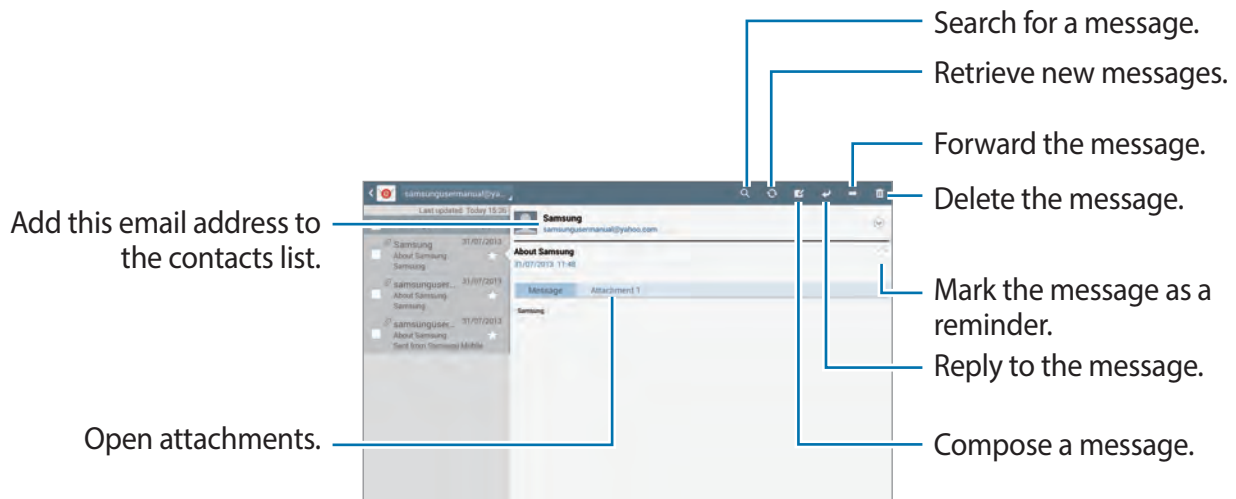 Search for a message.
Retrieve new messages.
Forward the message.
Delete the message.
Add this email address to
the contacts list.
Mark the message as a
reminder.
Reply to the message.
Open attachments.
Compose a message.
samsungusermanual@ya...
Last updated Today 15:36
Samsung 31/07/2013
About Samsung
Samsung
samsunguser... 31/07/2013
About Samsung
Samsung
samsunguser... 31/07/2013
About Samsung
Sent from Samsung Mobile
Samsung
samsungusermanual@yahoo.com
About Samsung
31/07/2013 11:48
Message Attachment 1
Samsung